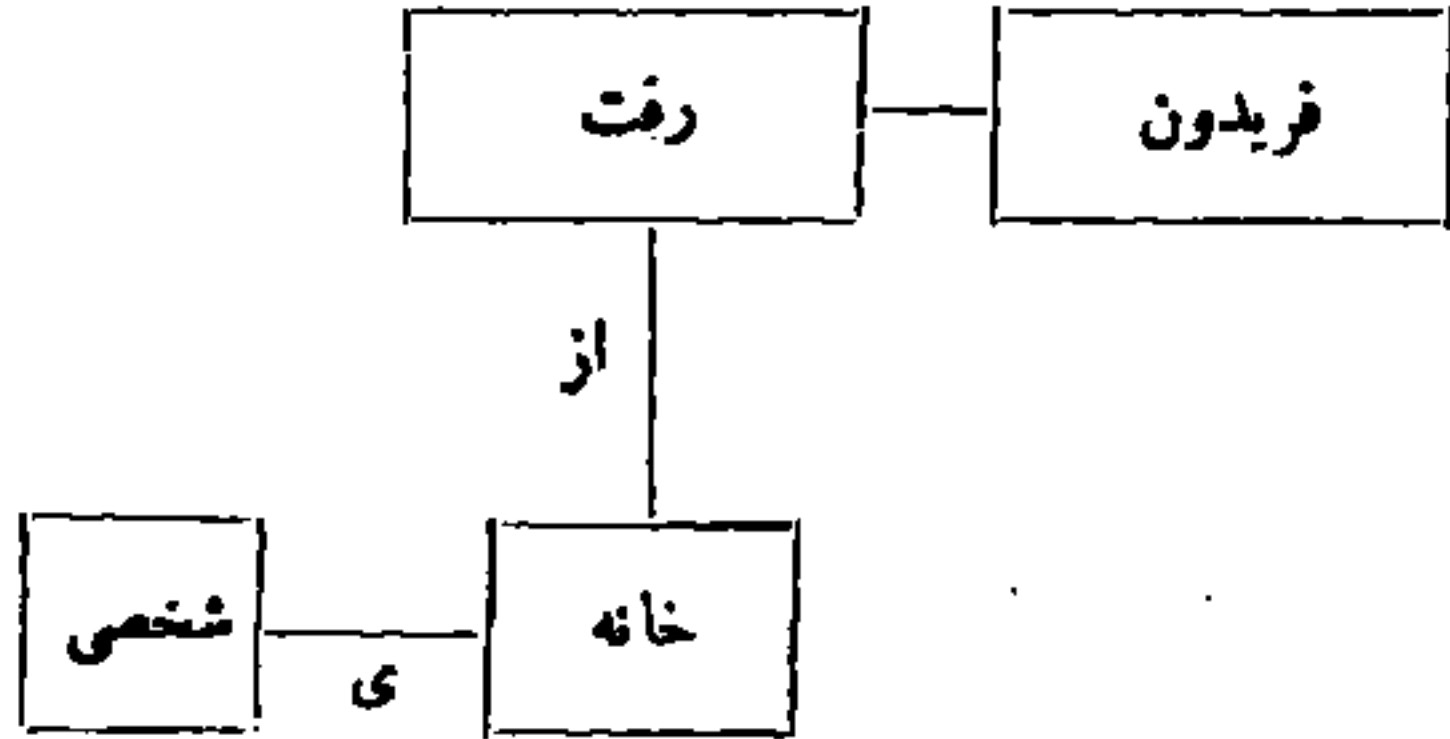 فریدون رفت
از
خانه ی شخصی